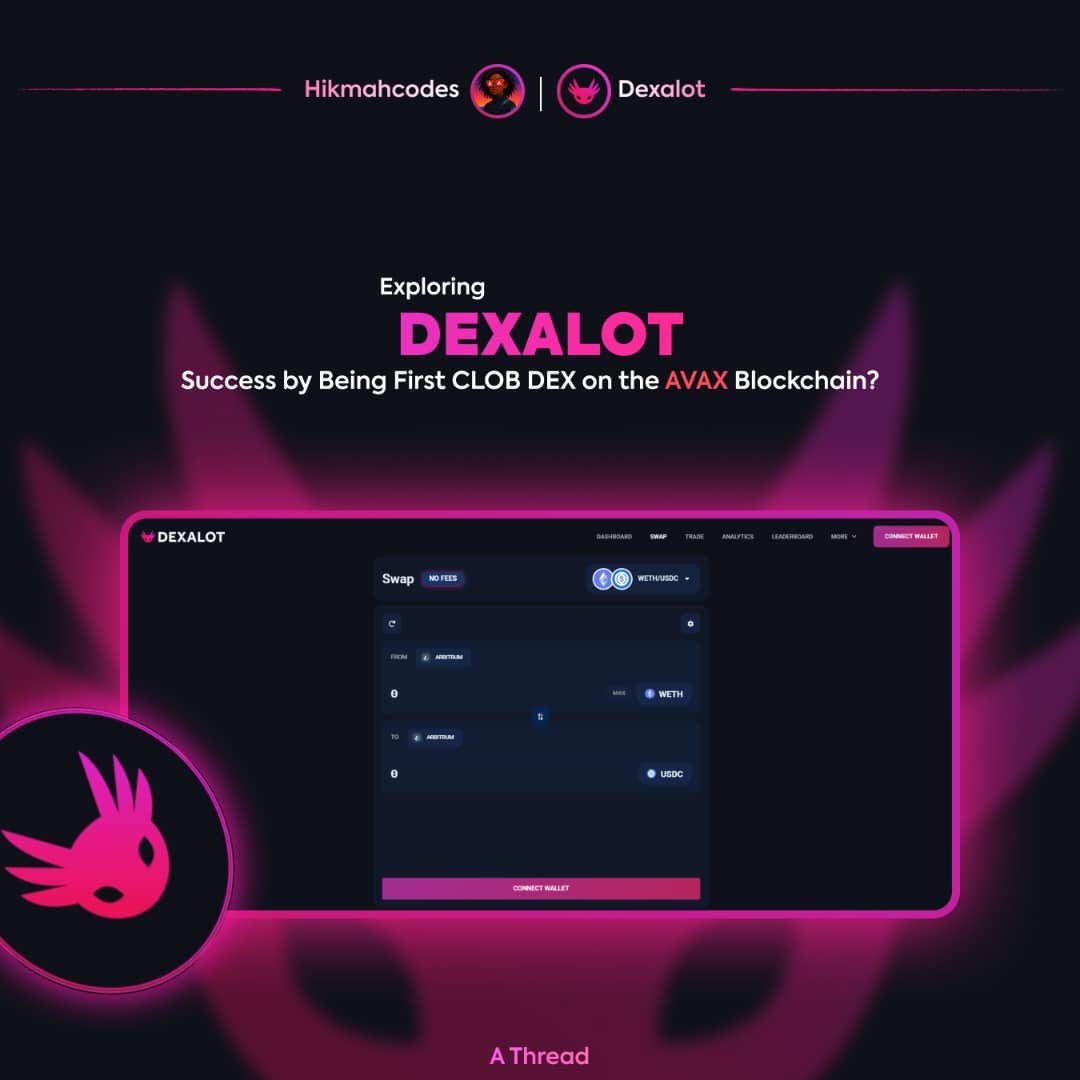 Hikmahcodes | Dexalot
Exploring
DEXALOT
Success by Being First CLOB DEX on the AVAX Blockchain?
DEXALOT DASHBOARD SWAP TRADE ANALYTICS LEADERBOARD MORE CONNECT WALLET
Swap NO FEES WETH/USDC
FROM ARBITRUM
0 MAX WETH
TO ARBITRUM
0 USDC
CONNECT WALLET
A Thread